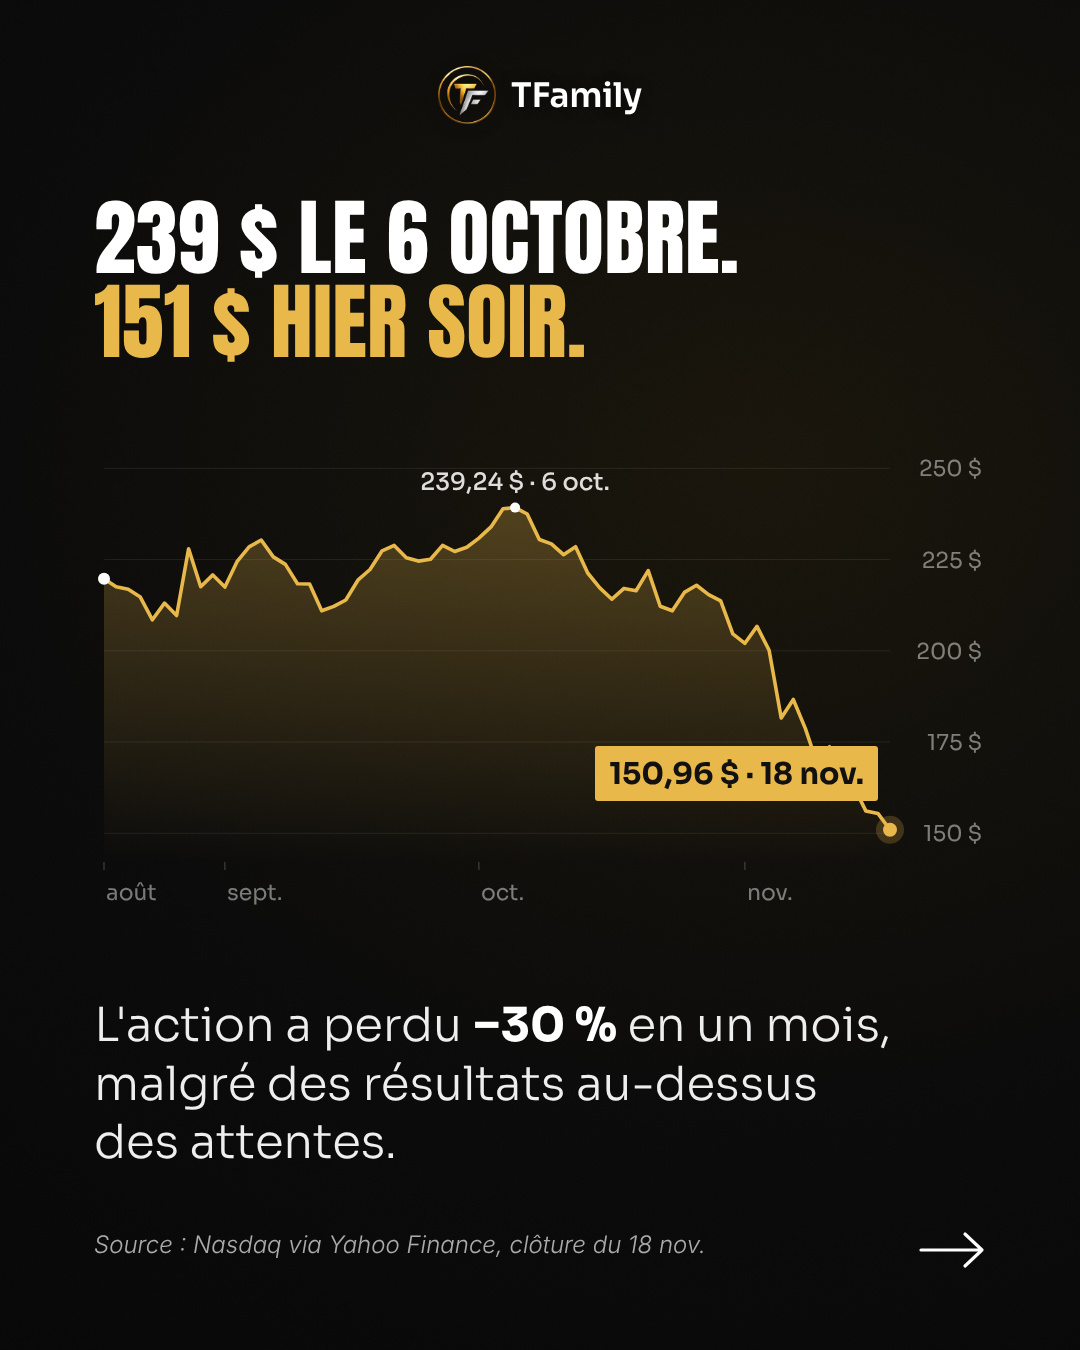 TFamily
239 $ LE 6 OCTOBRE.
151 $ HIER SOIR.
250 $
239,24 $ · 6 oct.
225 $
200 $
175 $
150,96 $ · 18 nov.
150 $
août sept. oct. nov.
L'action a perdu −30 % en un mois,
malgré des résultats au-dessus
des attentes.
Source : Nasdaq via Yahoo Finance, clôture du 18 nov.